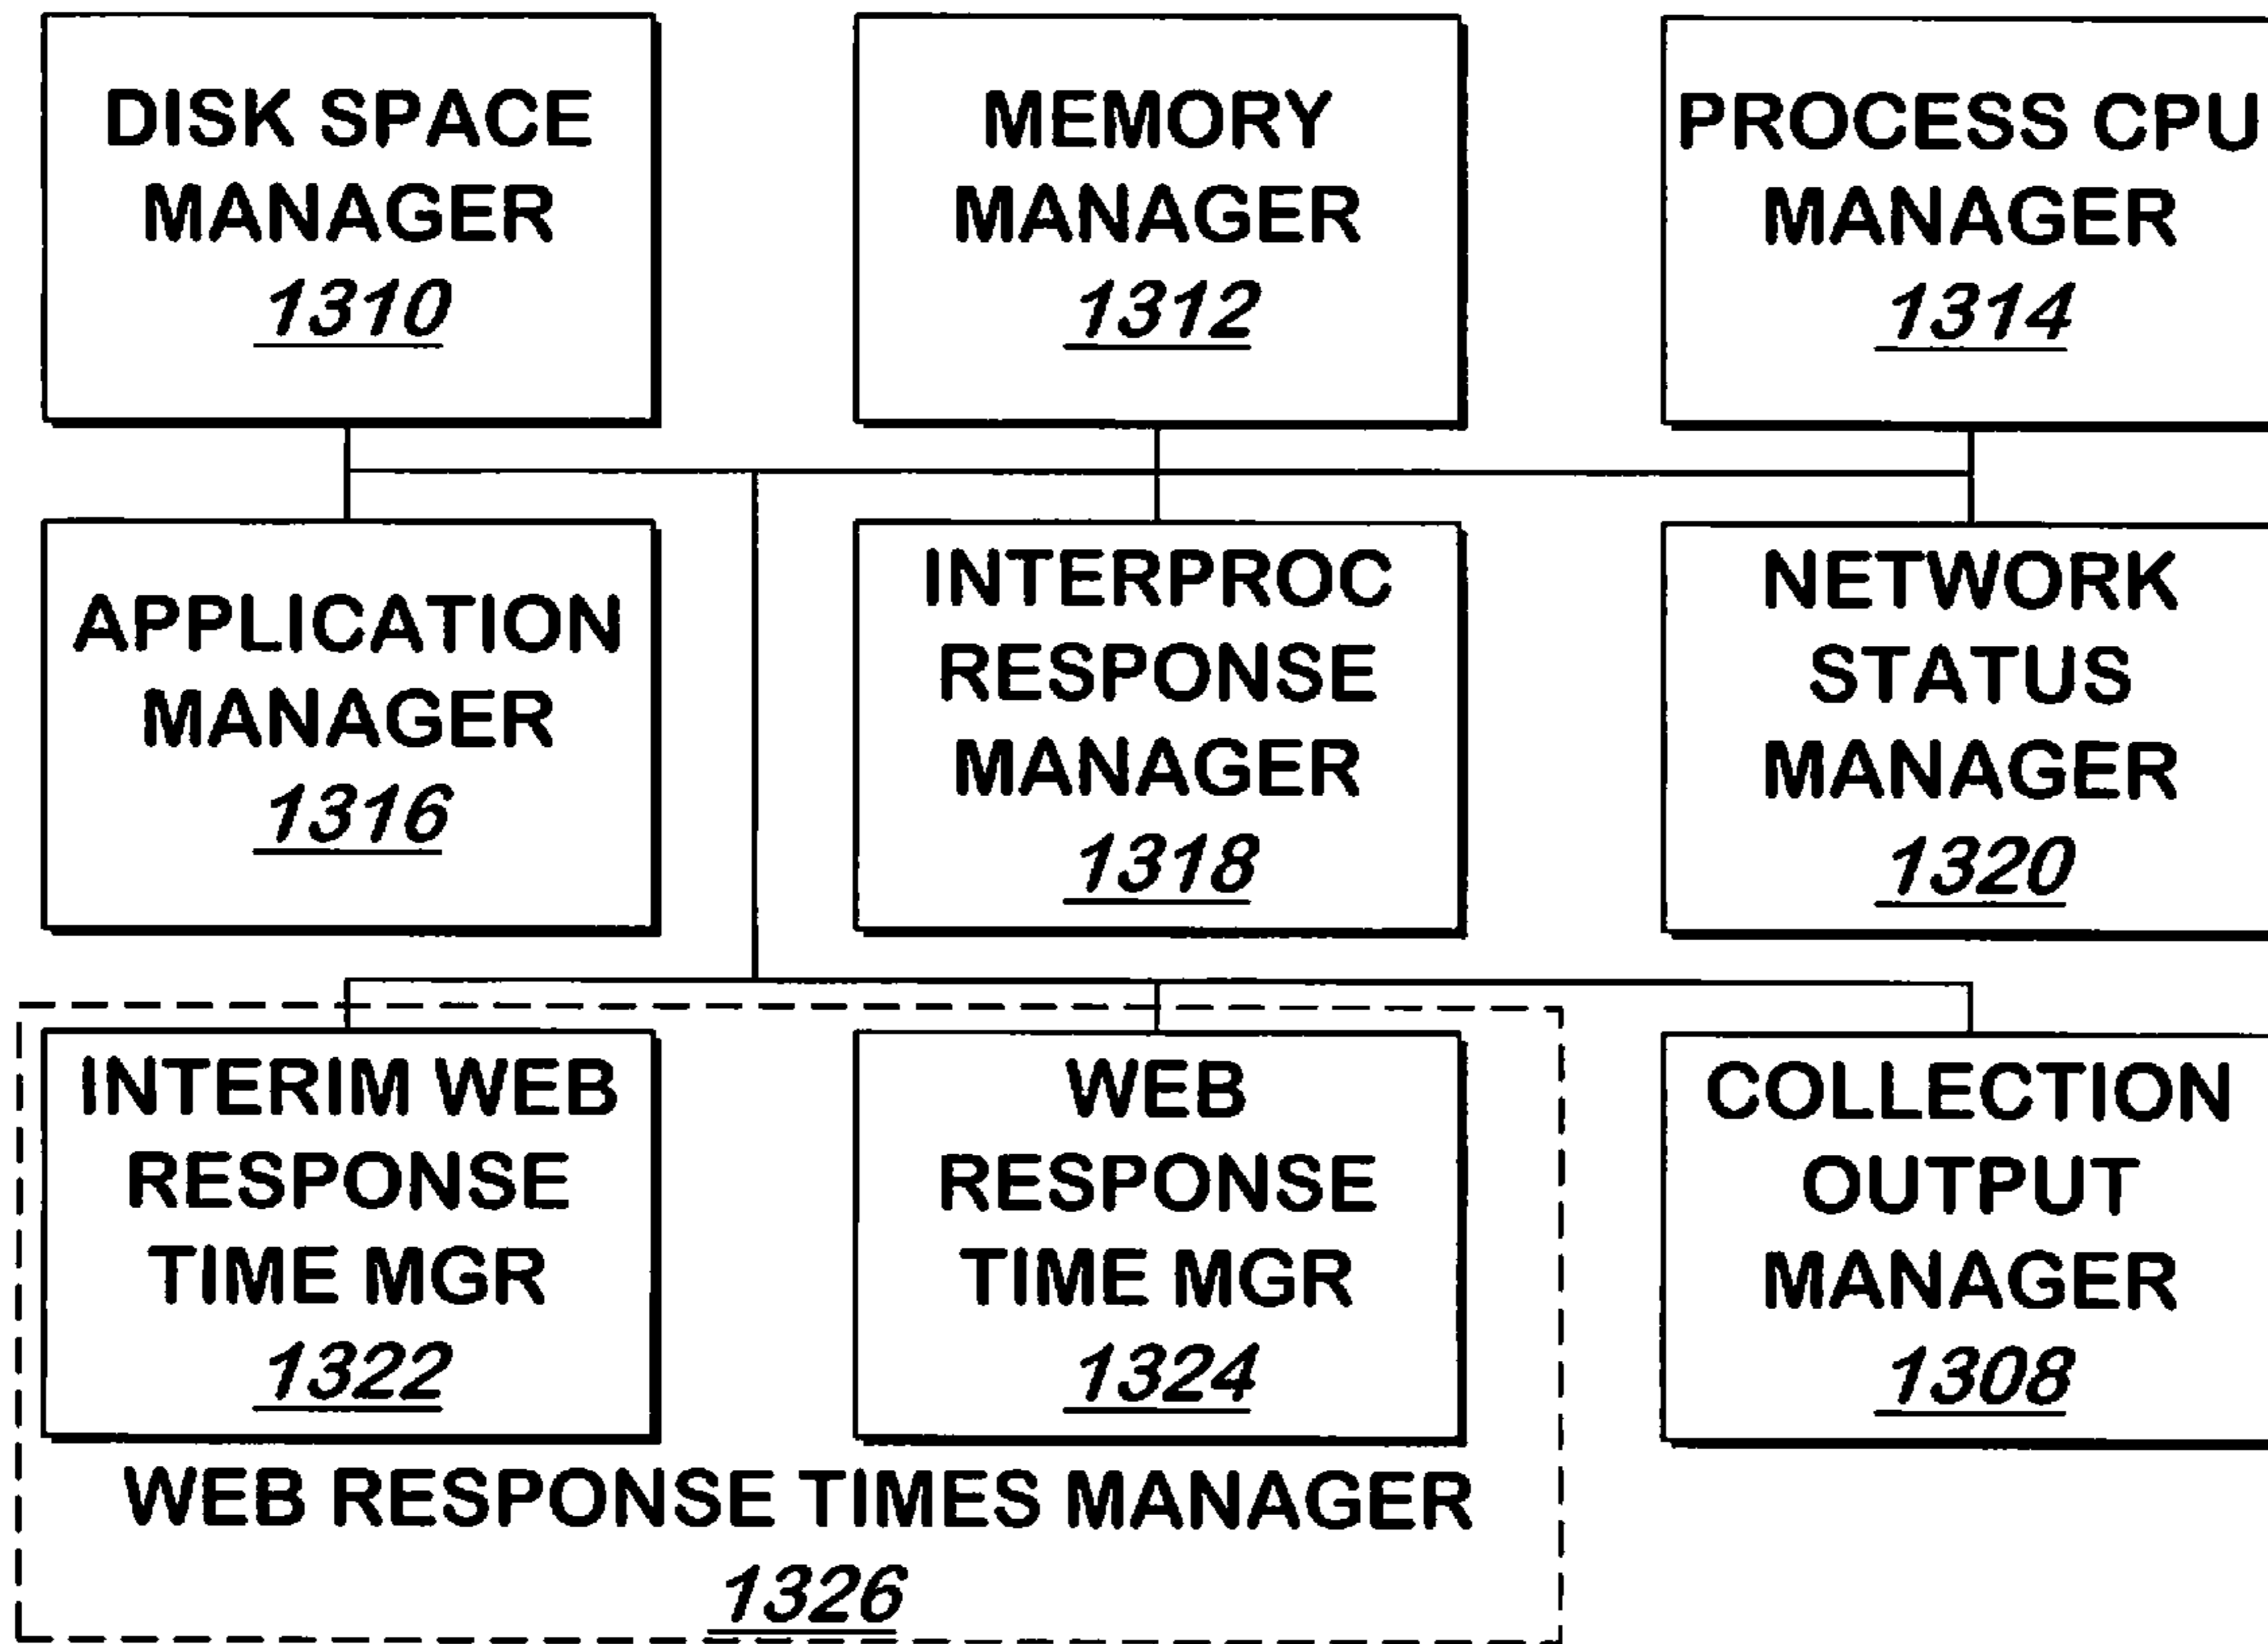 DISK SPACE
MANAGER
1310
MEMORY
MANAGER
1312
PROCESS CPU
MANAGER
1314
APPLICATION
MANAGER
1316
INTERPROC
RESPONSE
MANAGER
1318
NETWORK
STATUS
MANAGER
1320
INTERIM WEB
RESPONSE
TIME MGR
1322
WEB
RESPONSE
TIME MGR
1324
COLLECTION
OUTPUT
MANAGER
1308
WEB RESPONSE TIMES MANAGER
1326